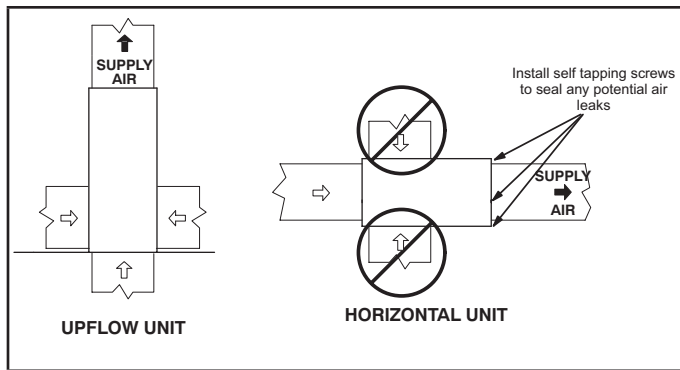 SUPPLY
AIR
UPFLOW UNIT
Install self tapping screws
to seal any potential air
leaks
SUPPLY
AIR
HORIZONTAL UNIT